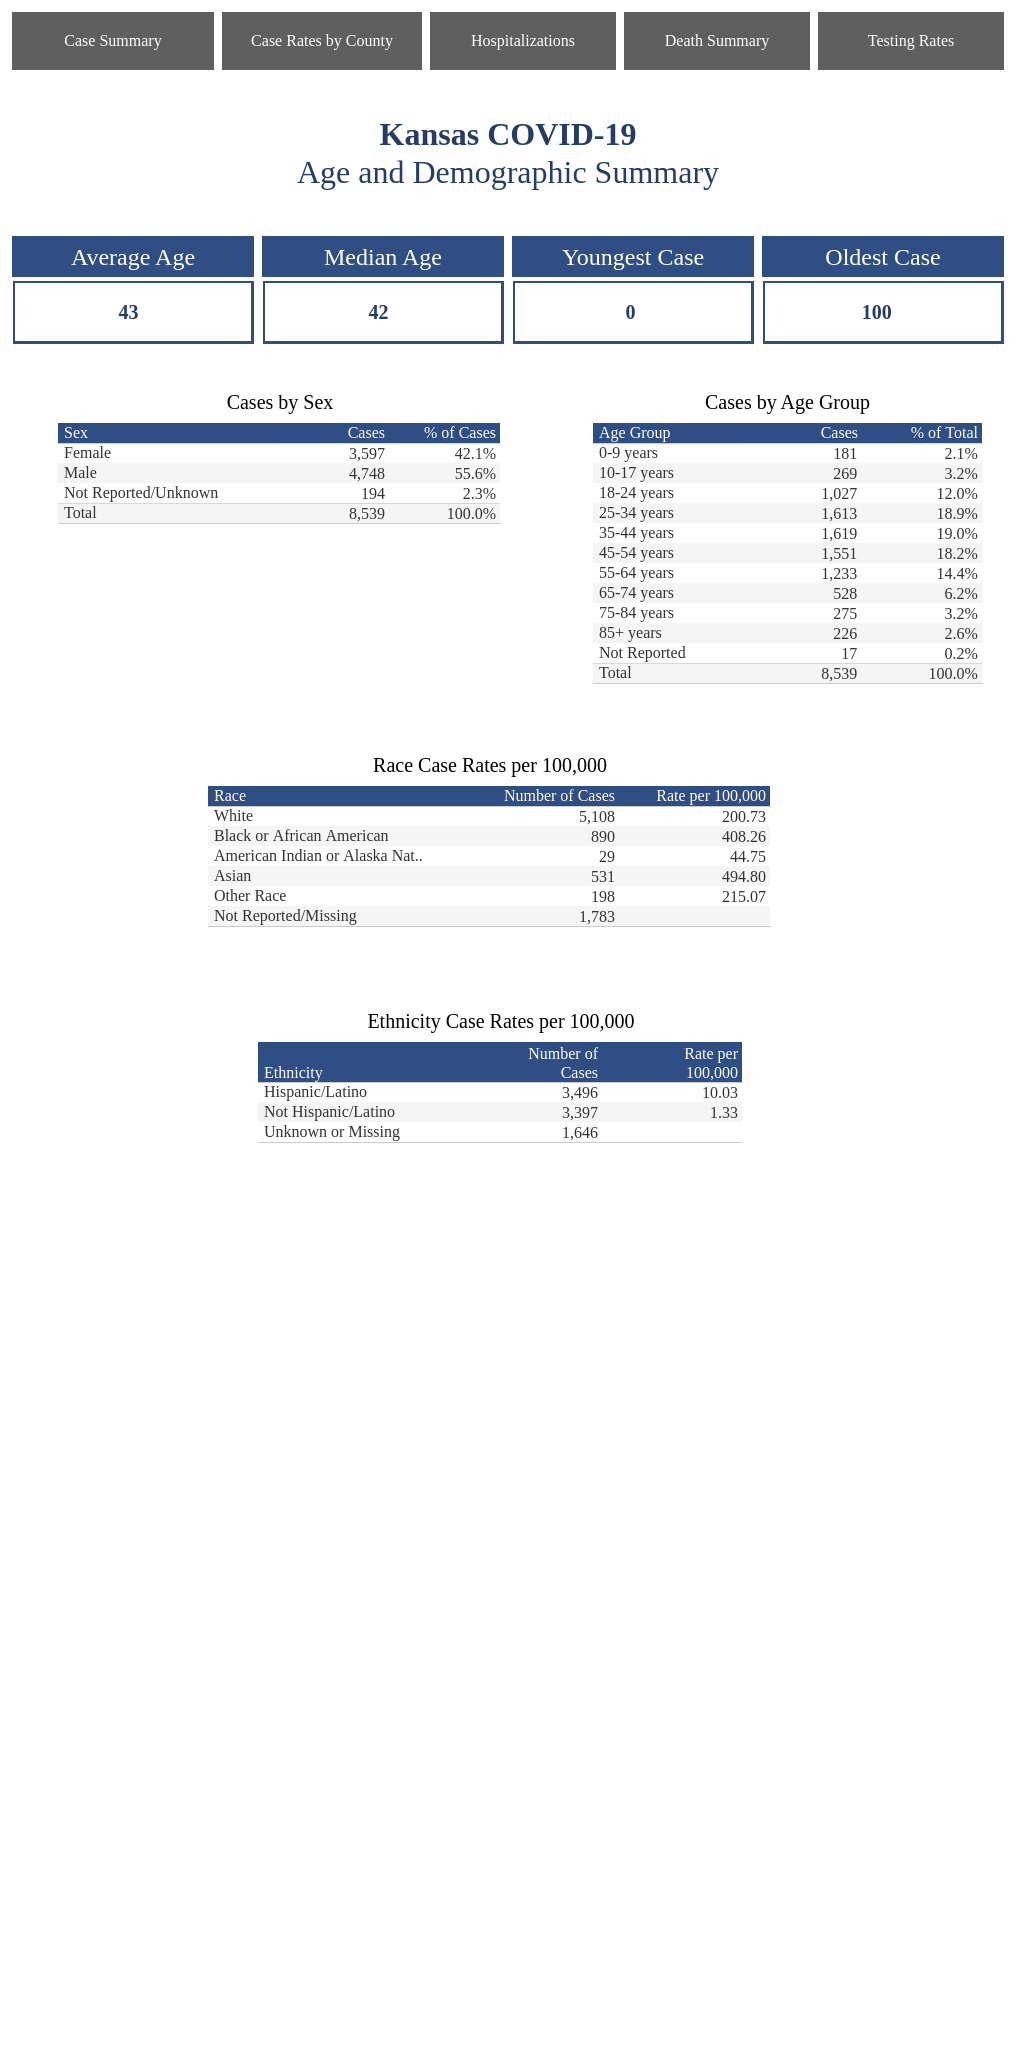 Case Summary Case Rates by County Hospitalizations Death Summary Testing Rates
Kansas COVID-19
Age and Demographic Summary
Average Age Median Age Youngest Case Oldest Case
43 42 0 100
Cases by Sex
Sex Cases % of Cases
Female 3,597 42.1%
Male 4,748 55.6%
Not Reported/Unknown 194 2.3%
Total 8,539 100.0%
Cases by Age Group
Age Group Cases % of Total
0-9 years 181 2.1%
10-17 years 269 3.2%
18-24 years 1,027 12.0%
25-34 years 1,613 18.9%
35-44 years 1,619 19.0%
45-54 years 1,551 18.2%
55-64 years 1,233 14.4%
65-74 years 528 6.2%
75-84 years 275 3.2%
85+ years 226 2.6%
Not Reported 17 0.2%
Total 8,539 100.0%
Race Case Rates per 100,000
Race Number of Cases Rate per 100,000
White 5,108 200.73
Black or African American 890 408.26
American Indian or Alaska Nat.. 29 44.75
Asian 531 494.80
Other Race 198 215.07
Not Reported/Missing 1,783
Ethnicity Case Rates per 100,000
Number of Rate per
Ethnicity Cases 100,000
Hispanic/Latino 3,496 10.03
Not Hispanic/Latino 3,397 1.33
Unknown or Missing 1,646